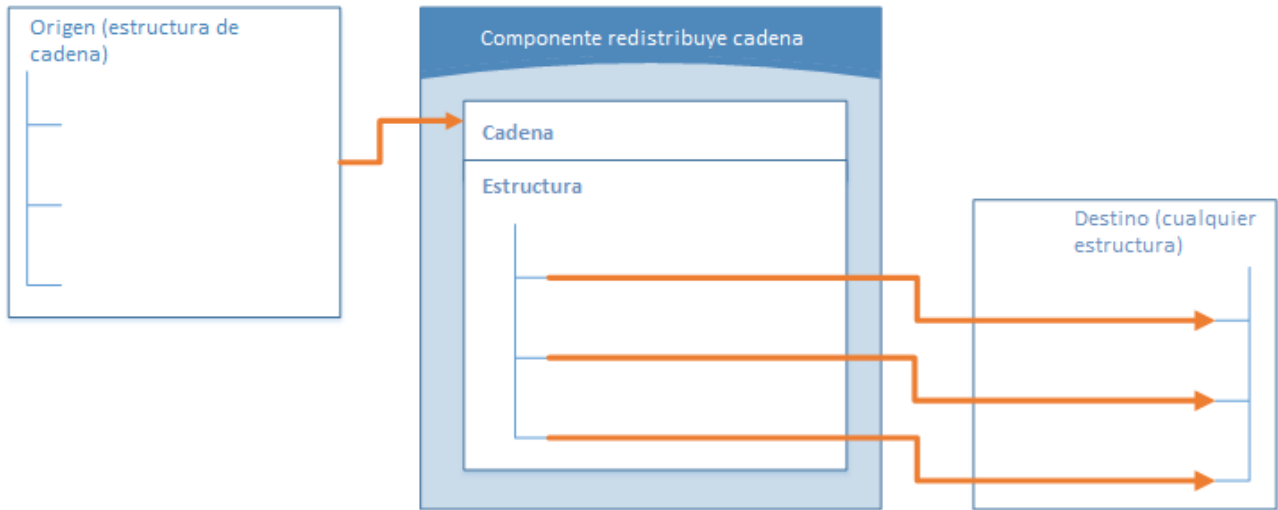 Origen (estructura de
cadena)
Componente redistribuye cadena
Cadena
Estructura
Destino (cualquier
estructura)